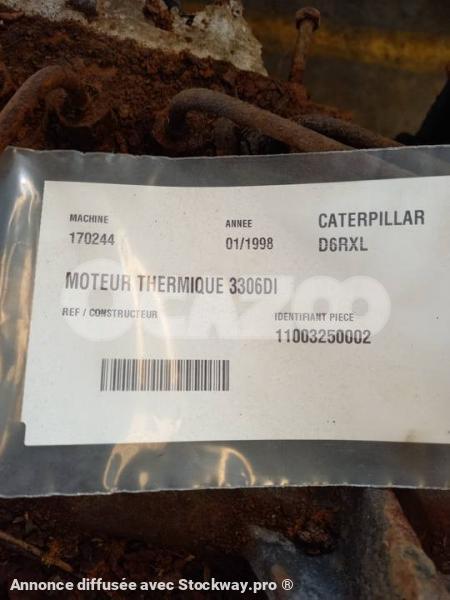 MACHINE
170244
ANNEE
01/1998
CATERPILLAR
D6RXL
MOTEUR THERMIQUE 3306DI
OCAZOO
REF / CONSTRUCTEUR
IDENTIFIANT PIECE
11003250002
Annonce diffusée avec Stockway.pro ®